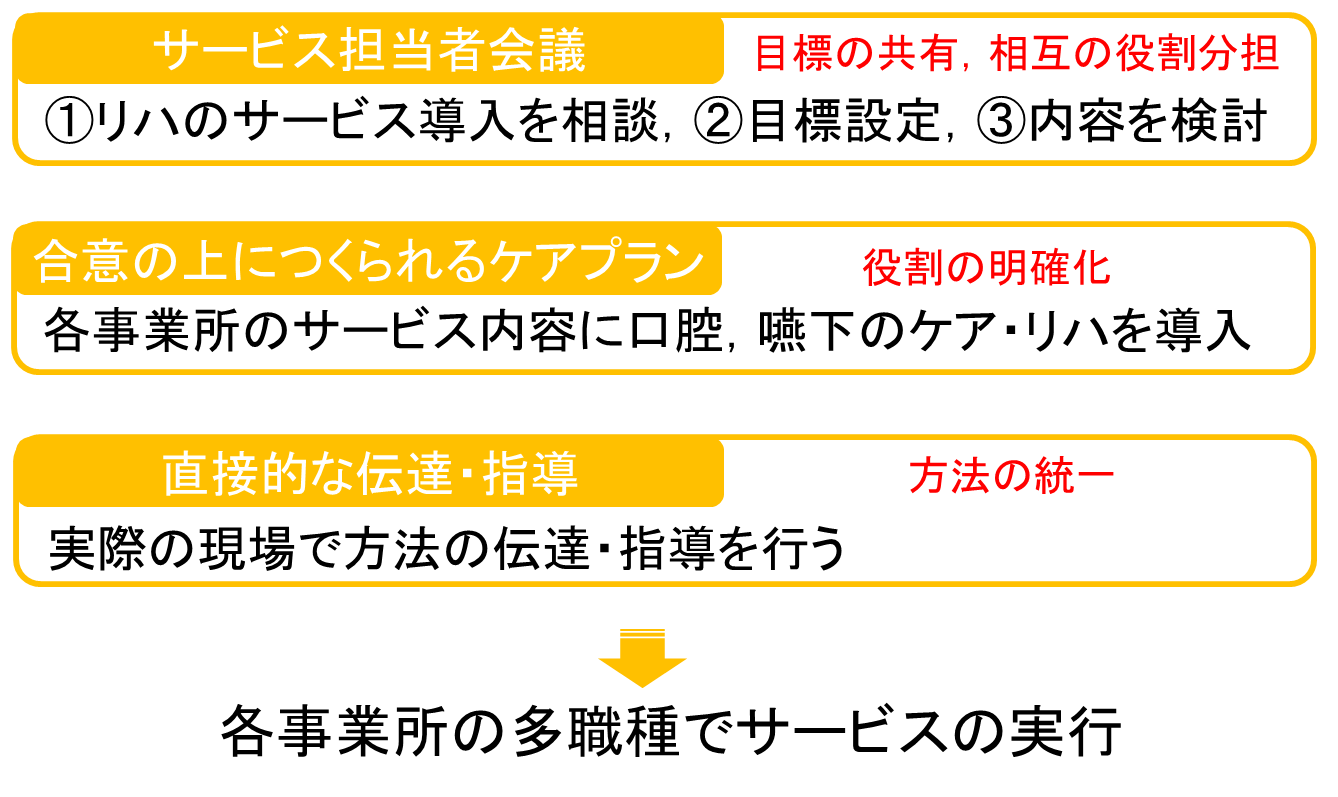 サービス担当者会議
目標の共有，相互の役割分担
①リハのサービス導入を相談，②目標設定，③内容を検討
合意の上につくられるケアプラン
役割の明確化
各事業所のサービス内容に口腔，嚥下のケア・リハを導入
直接的な伝達・指導
方法の統一
実際の現場で方法の伝達・指導を行う
各事業所の多職種でサービスの実行